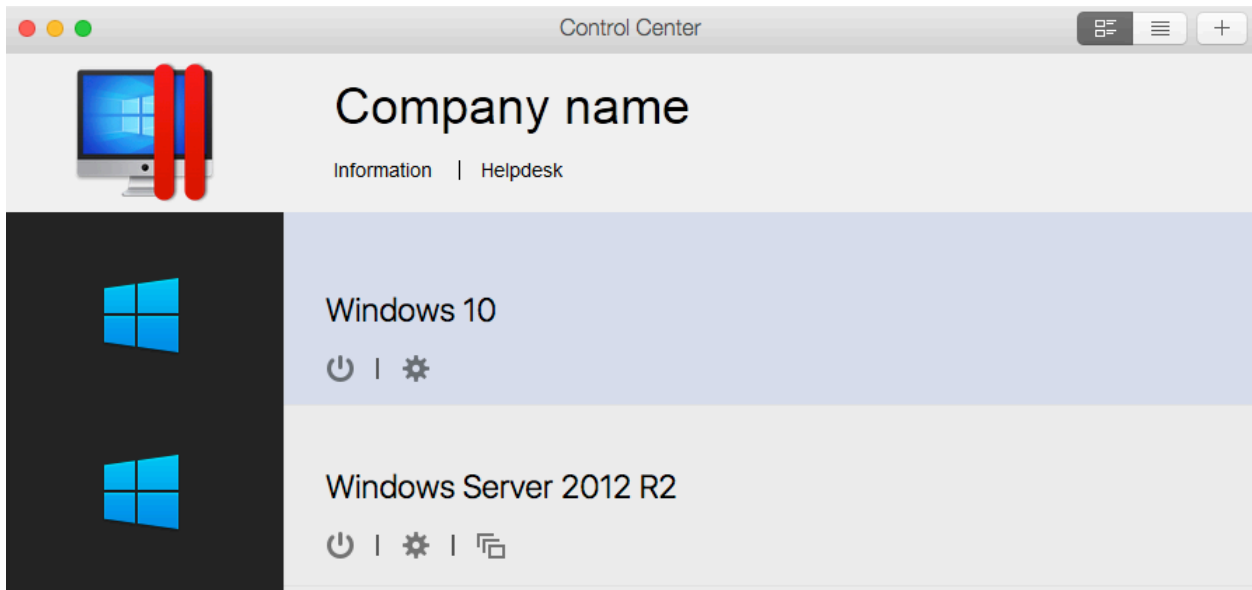 Control Center
Company name
Information | Helpdesk
Windows 10
Windows Server 2012 R2